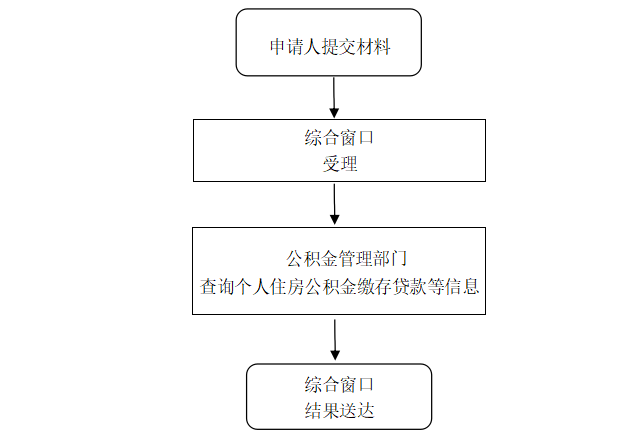 申请人提交材料
综合窗口
受理
公积金管理部门
查询个人住房公积金缴存贷款等信息
综合窗口
结果送达